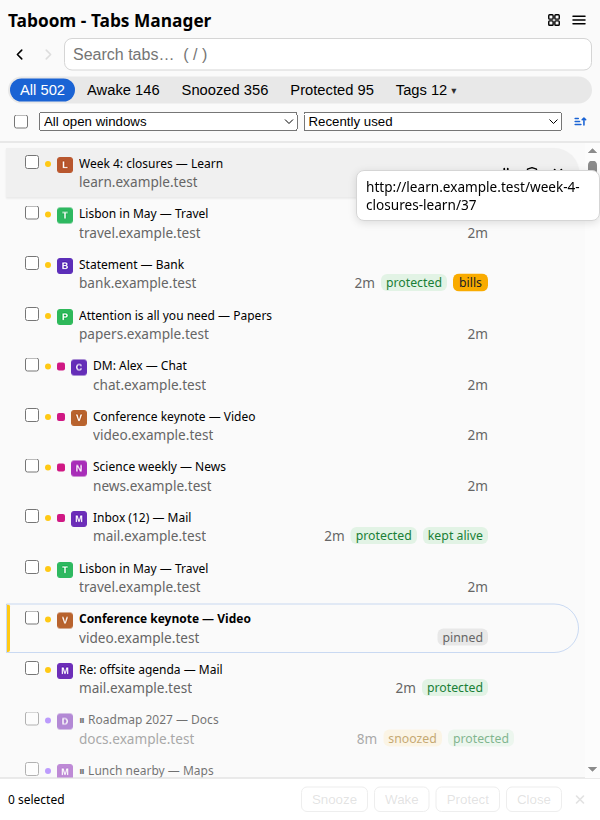 Taboom - Tabs Manager
Search tabs… ( / )
All 502 Awake 146 Snoozed 356 Protected 95 Tags 12 ▾
All open windows Recently used
L Week 4: closures — Learn
learn.example.test
http://learn.example.test/week-4-
closures-learn/37
T Lisbon in May — Travel
travel.example.test 2m
B Statement — Bank
bank.example.test 2m protected bills
P Attention is all you need — Papers
papers.example.test 2m
C DM: Alex — Chat
chat.example.test 2m
V Conference keynote — Video
video.example.test 2m
N Science weekly — News
news.example.test 2m
M Inbox (12) — Mail
mail.example.test 2m protected kept alive
T Lisbon in May — Travel
travel.example.test 2m
V Conference keynote — Video
video.example.test pinned
M Re: offsite agenda — Mail
mail.example.test 2m protected
D Roadmap 2027 — Docs
docs.example.test 8m snoozed protected
M Lunch nearby — Maps
0 selected Snooze Wake Protect Close ✕